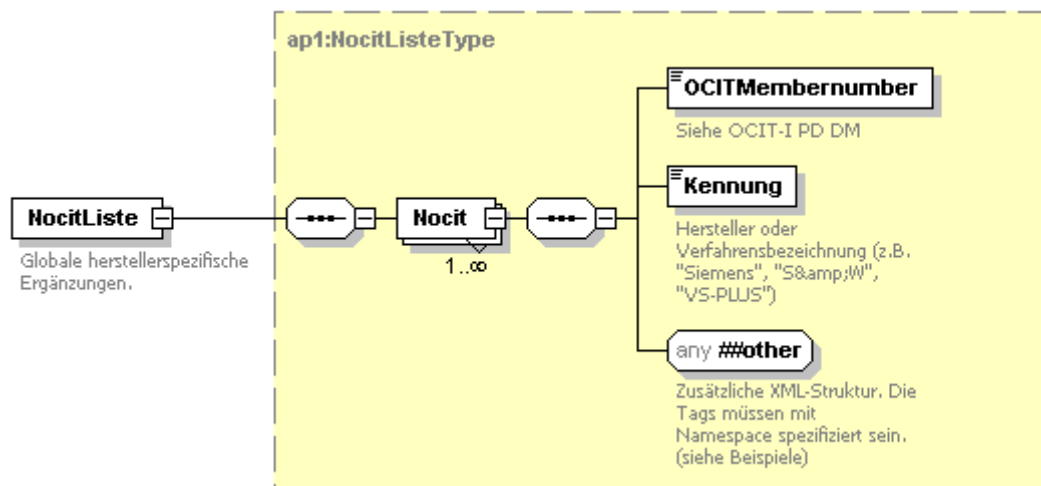 ap1:NocitListeType
OCITMembernumber
Siehe OCIT-I PD DM
Kennung
Hersteller oder
Verfahrensbezeichnung (z.B.
"Siemens", "S&amp;W",
"VS-PLUS")
NocitListe
Globale herstellerspezifische
Ergänzungen.
Nocit
1..∞
any ##other
Zusätzliche XML-Struktur. Die
Tags müssen mit
Namespace spezifiziert sein.
(siehe Beispiele)